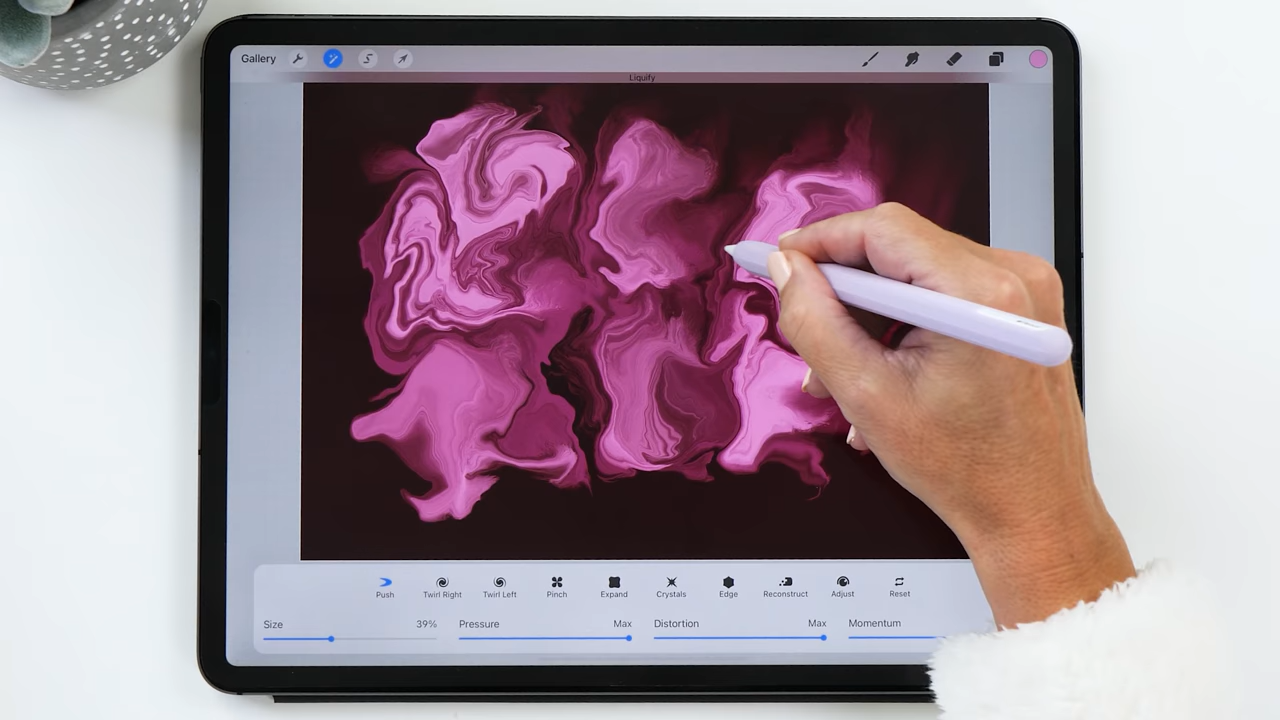 Gallery
Liquify
Push Twirl Right Twirl Left Pinch Expand Crystals Edge Reconstruct Adjust Reset
Size 39% Pressure Max Distortion Max Momentum